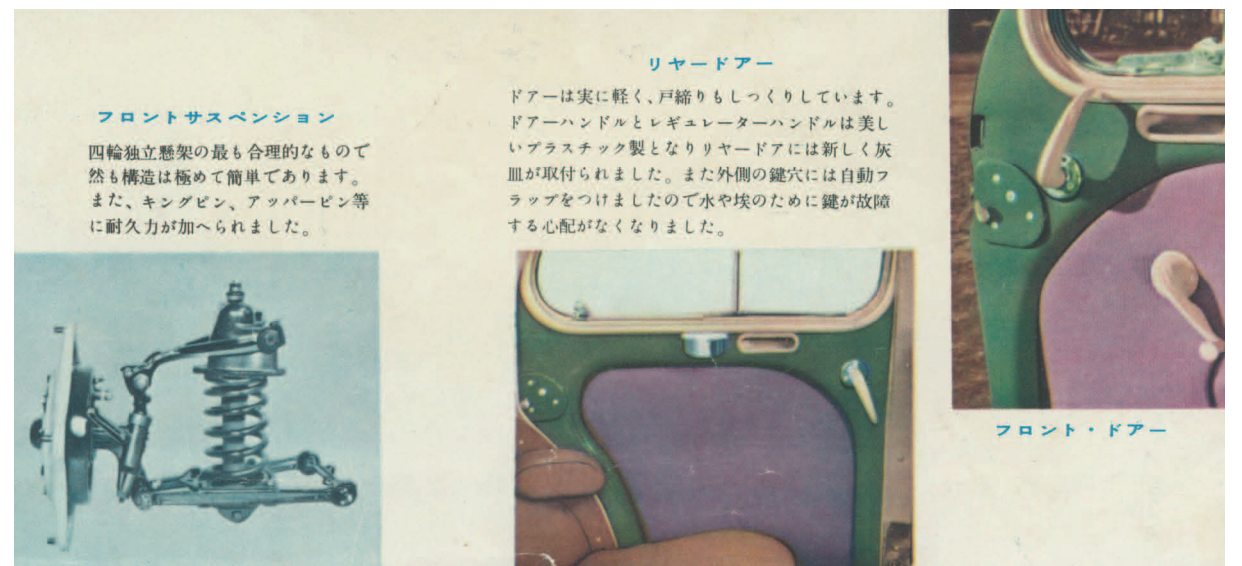 フロントサスペンション
四輪独立懸架の最も合理的なもので
然も構造は極めて簡単であります。
また、キングピン、アッパーピン等
に耐久力が加へられました。
リヤードアー
ドアーは実に軽く、戸締りもしつくりしています。
ドアーハンドルとレギュレーターハンドルは美し
いプラスチック製となりリヤードアには新しく灰
皿が取付られました。また外側の鍵穴には自動フ
ラップをつけましたので水や埃のために鍵が故障
する心配がなくなりました。
フロント・ドアー